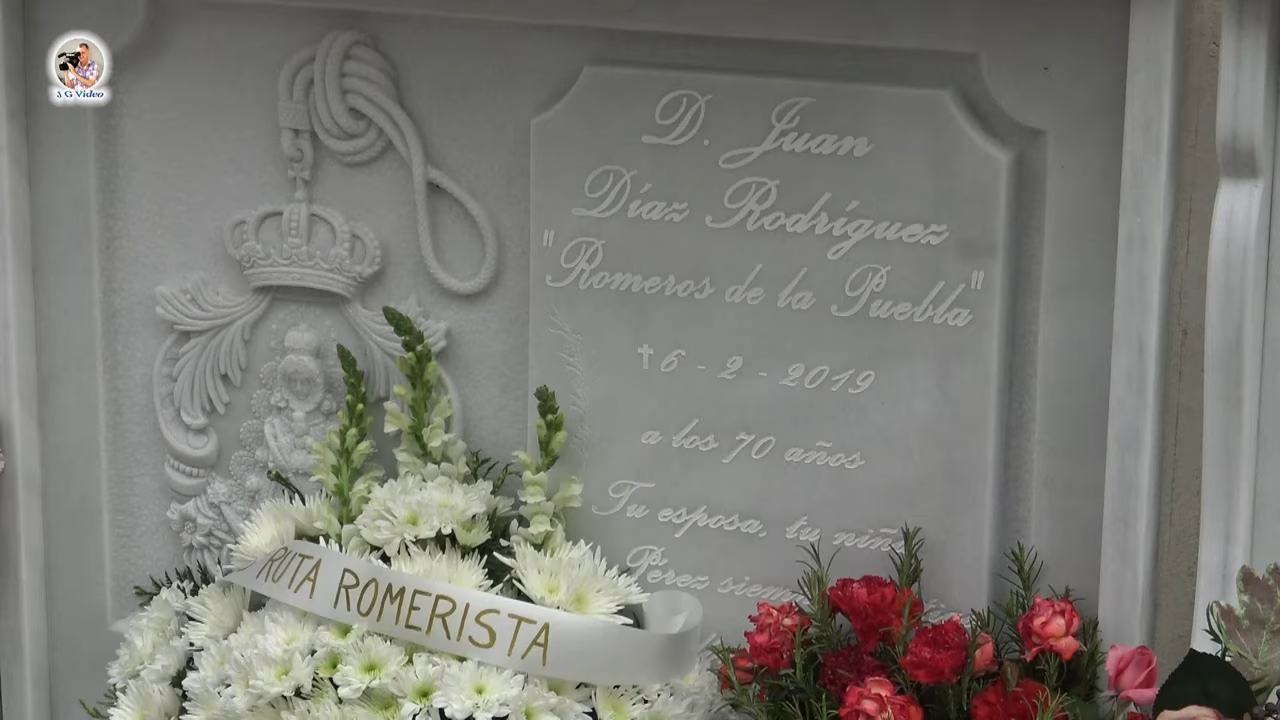 J G Video
D. Juan
Díaz Rodríguez
"Romeros de la Puebla"
†6 - 2 - 2019
a los 70 años
Tu esposa, tu
Pérez
RUTA ROMERISTA